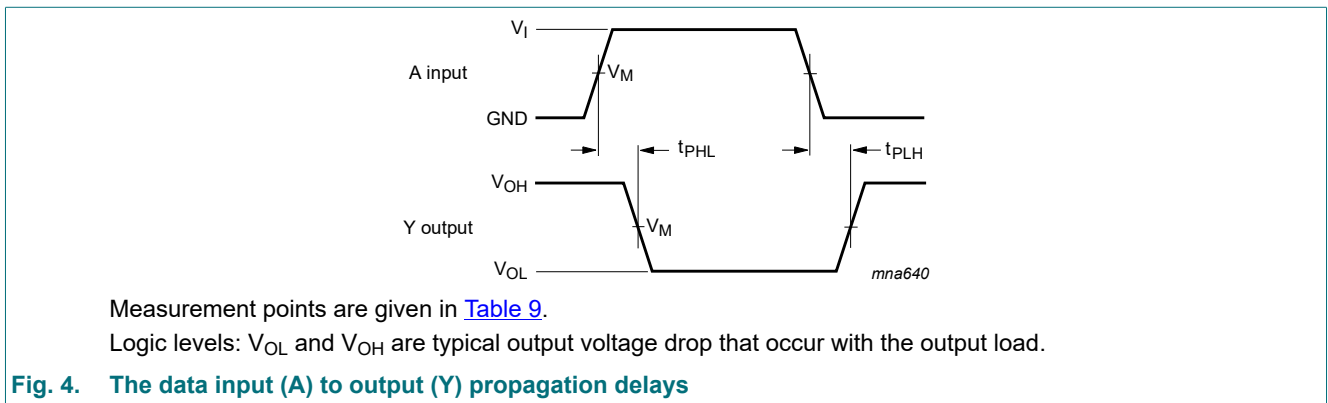 VI
A input
VM
GND
tPHL
tPLH
VOH
Y output
VM
VOL
mna640
Measurement points are given in Table 9.
Logic levels: VOL and VOH are typical output voltage drop that occur with the output load.
Fig. 4. The data input (A) to output (Y) propagation delays